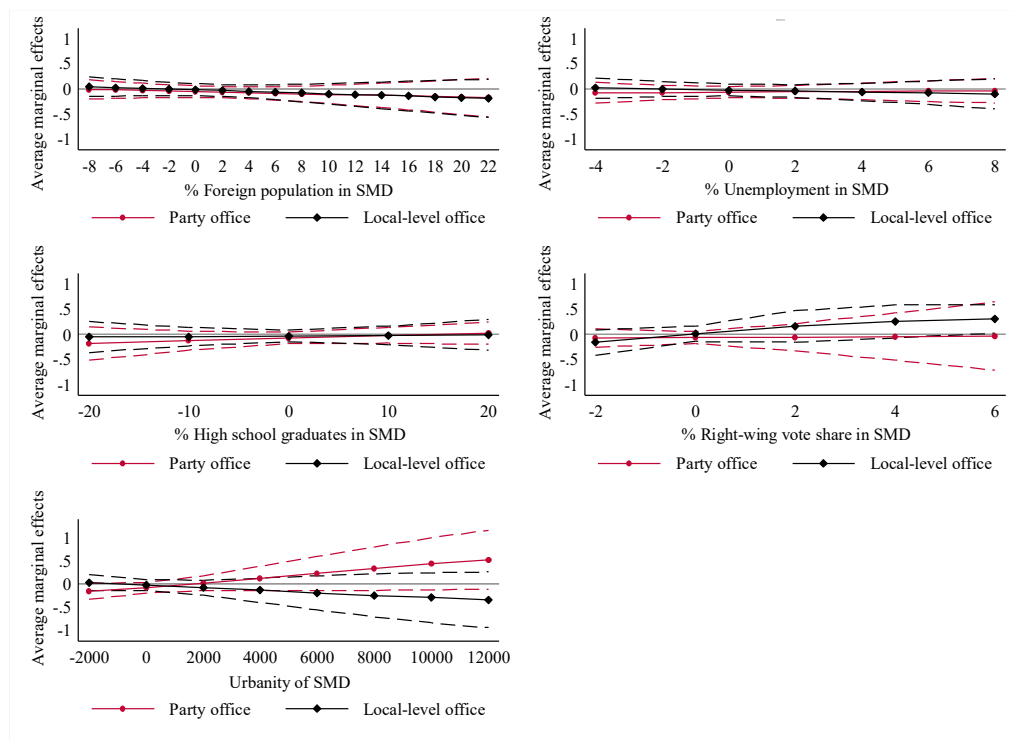 Average marginal effects
1
.5
0
-.5
-1
-8 -6 -4 -2 0 2 4 6 8 10 12 14 16 18 20 22
% Foreign population in SMD
Party office Local-level office
Average marginal effects
1
.5
0
-.5
-1
-4 -2 0 2 4 6 8
% Unemployment in SMD
Party office Local-level office
Average marginal effects
1
.5
0
-.5
-1
-20 -10 0 10 20
% High school graduates in SMD
Party office Local-level office
Average marginal effects
1
.5
0
-.5
-1
-2 0 2 4 6
% Right-wing vote share in SMD
Party office Local-level office
Average marginal effects
1
.5
0
-.5
-1
-2000 0 2000 4000 6000 8000 10000 12000
Urbanity of SMD
Party office Local-level office